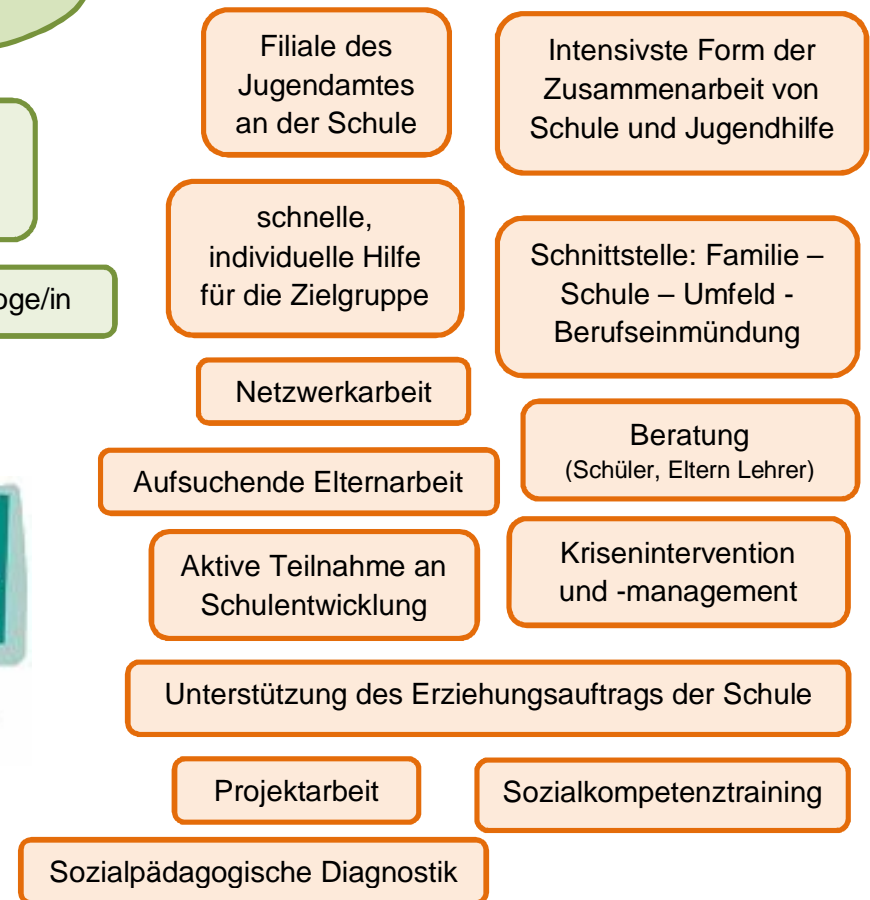 Filiale des
Jugendamtes
an der Schule
Intensivste Form der
Zusammenarbeit von
Schule und Jugendhilfe
schnelle,
individuelle Hilfe
für die Zielgruppe
Schnittstelle: Familie –
Schule – Umfeld -
Berufseinmündung
oge/in
Netzwerkarbeit
Beratung
(Schüler, Eltern Lehrer)
Aufsuchende Elternarbeit
Aktive Teilnahme an
Schulentwicklung
Krisenintervention
und -management
Unterstützung des Erziehungsauftrags der Schule
Projektarbeit
Sozialkompetenztraining
Sozialpädagogische Diagnostik